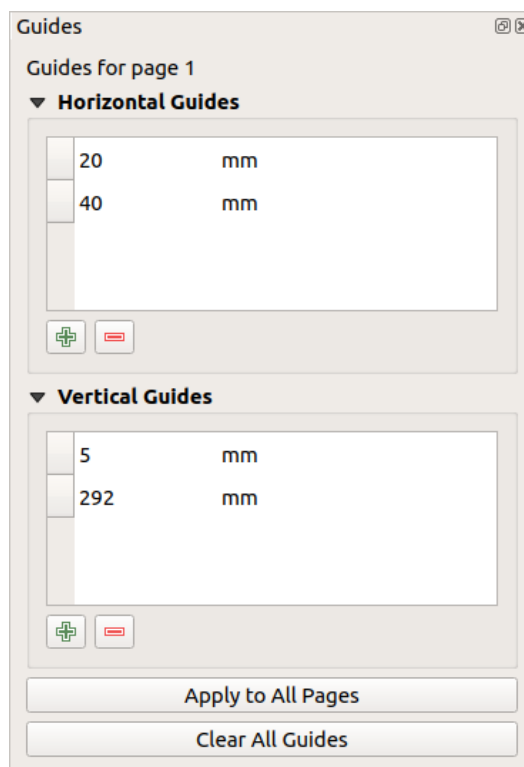 Guides
Guides for page 1
Horizontal Guides
20 mm
40 mm
Vertical Guides
5 mm
292 mm
Apply to All Pages
Clear All Guides